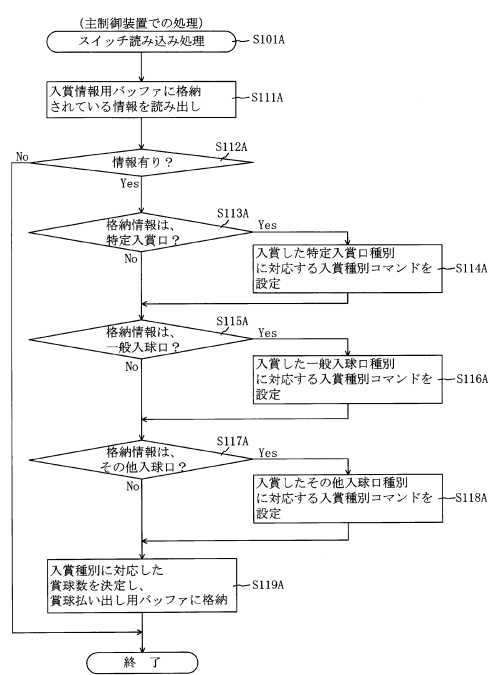 (主制御装置での処理)
スイッチ読み込み処理
S101A
入賞情報用バッファに格納
されている情報を読み出し
S111A
S112A
No
情報有り?
Yes
S113A
格納情報は、
特定入賞口?
Yes
No
入賞した特定入賞口種別
に対応する入賞種別コマンドを
設定
S114A
S115A
格納情報は、
一般入球口?
Yes
No
入賞した一般入球口種別
に対応する入賞種別コマンドを
設定
S116A
S117A
格納情報は、
その他入球口?
Yes
No
入賞したその他入球口種別
に対応する入賞種別コマンドを
設定
S118A
入賞種別に対応した
賞球数を決定し、
賞球払い出し用バッファに格納
S119A
終 了